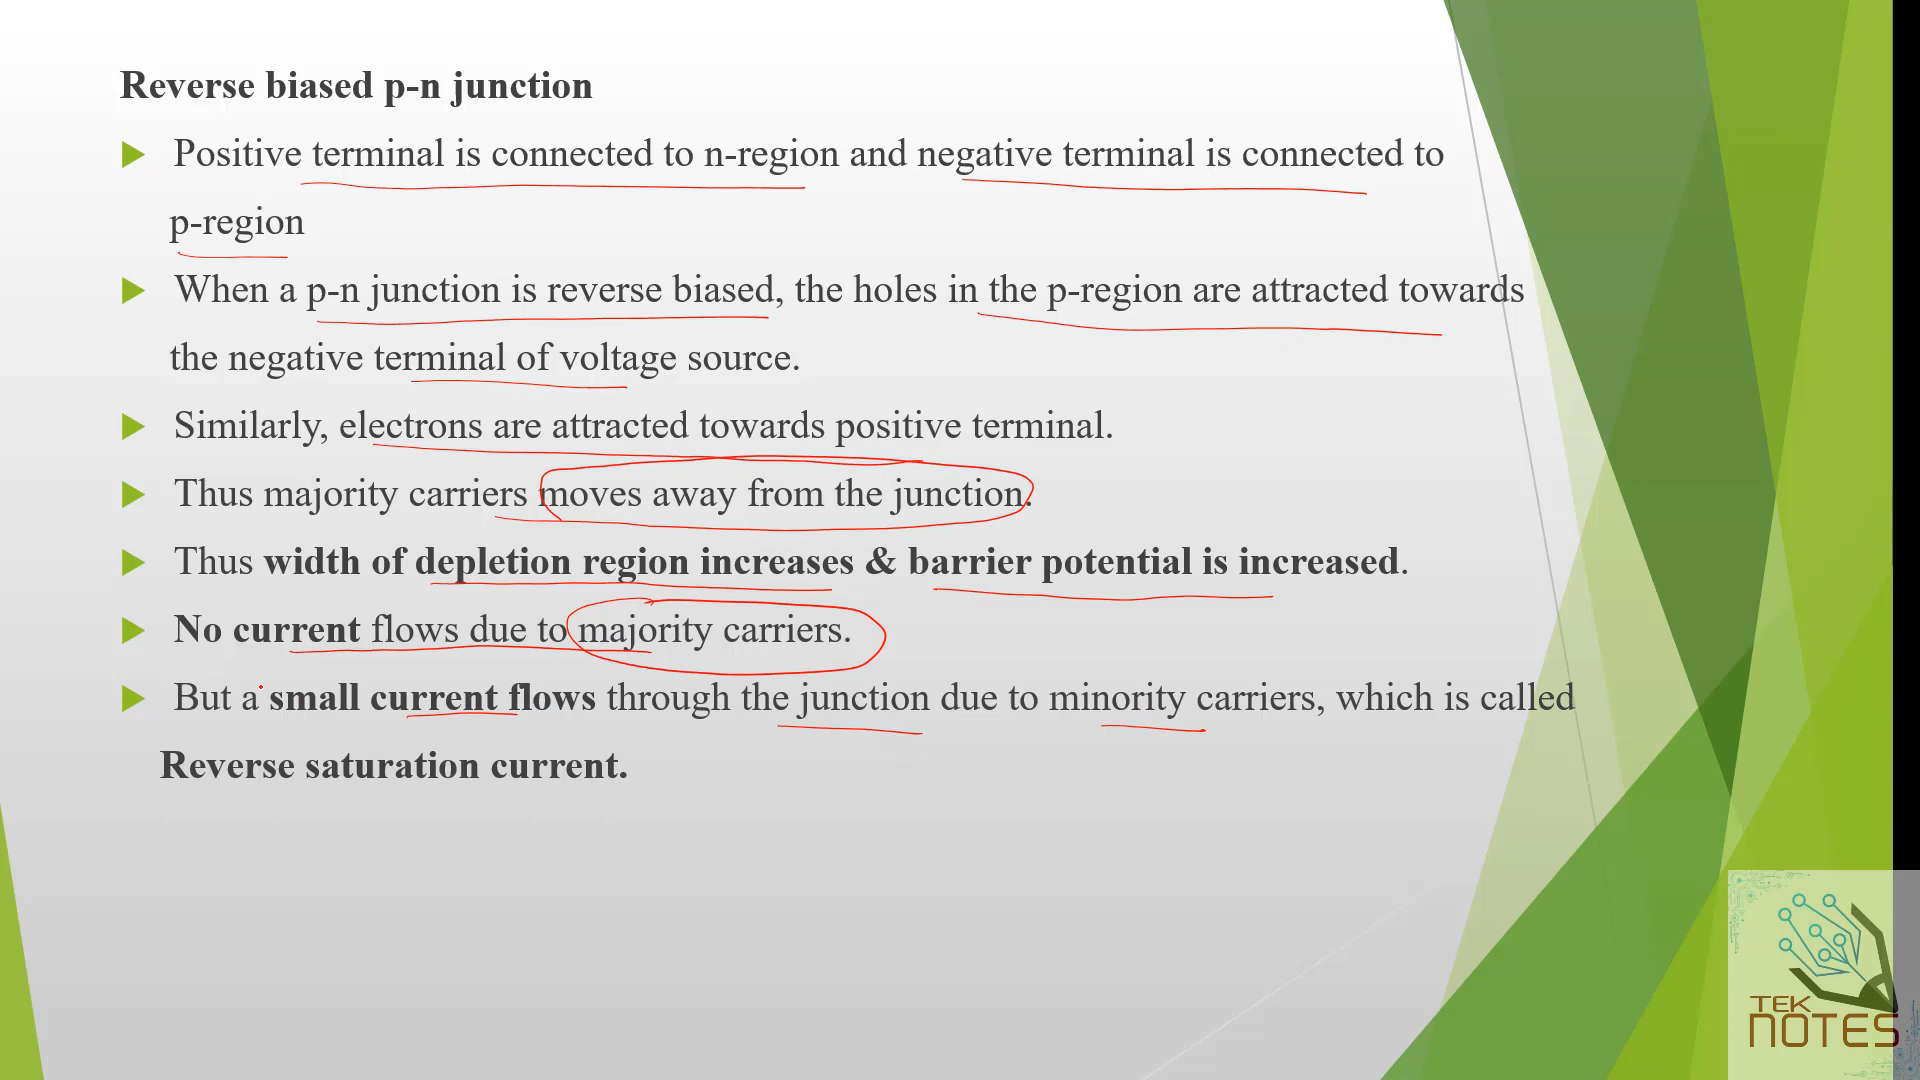 Reverse biased p-n junction
Positive terminal is connected to n-region and negative terminal is connected to
p-region
When a p-n junction is reverse biased, the holes in the p-region are attracted towards
the negative terminal of voltage source.
Similarly, electrons are attracted towards positive terminal.
Thus majority carriers moves away from the junction.
Thus width of depletion region increases & barrier potential is increased.
No current flows due to majority carriers.
But a small current flows through the junction due to minority carriers, which is called
Reverse saturation current.
TEK
NOTES